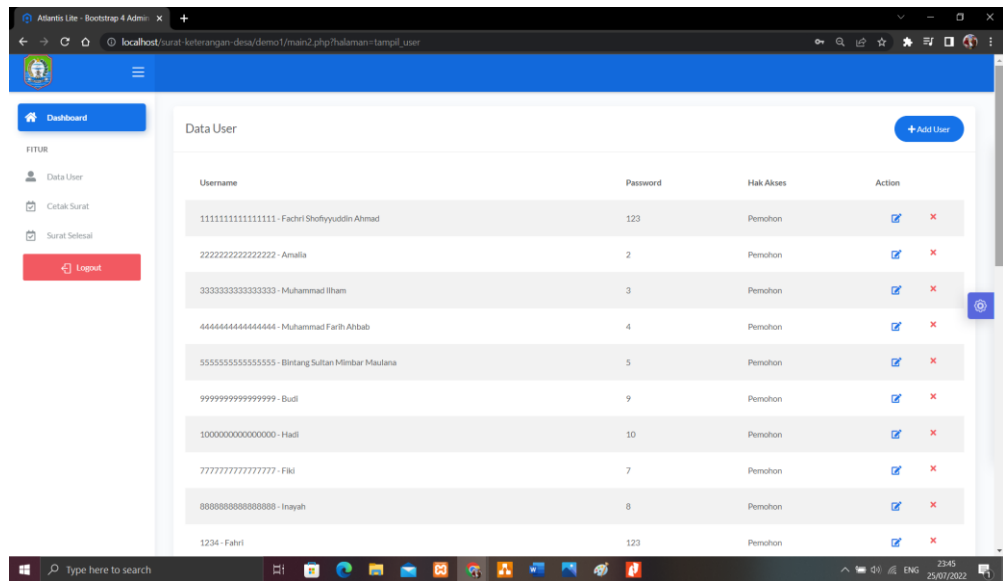 Atlantis Lite - Bootstrap 4 Admin
localhost/surat-keterangan-desa/demo1/main2.php?halaman=tampil_user
Dashboard
FITUR
Data User
Cetak Surat
Surat Selesai
Logout
Data User
Add User
Username Password Hak Akses Action
1111111111111111 - Fachri Shofiyyuddin Ahmad 123 Pemohon
2222222222222222 - Amalia 2 Pemohon
3333333333333333 - Muhammad Ilham 3 Pemohon
4444444444444444 - Muhammad Farih Ahbab 4 Pemohon
5555555555555555 - Bintang Sultan Mimbar Maulana 5 Pemohon
9999999999999999 - Budi 9 Pemohon
1000000000000000 - Hadi 10 Pemohon
7777777777777777 - Fiki 7 Pemohon
8888888888888888 - Inayah 8 Pemohon
1234 - Fahri 123 Pemohon
Type here to search
ENG
23:45
25/07/2022